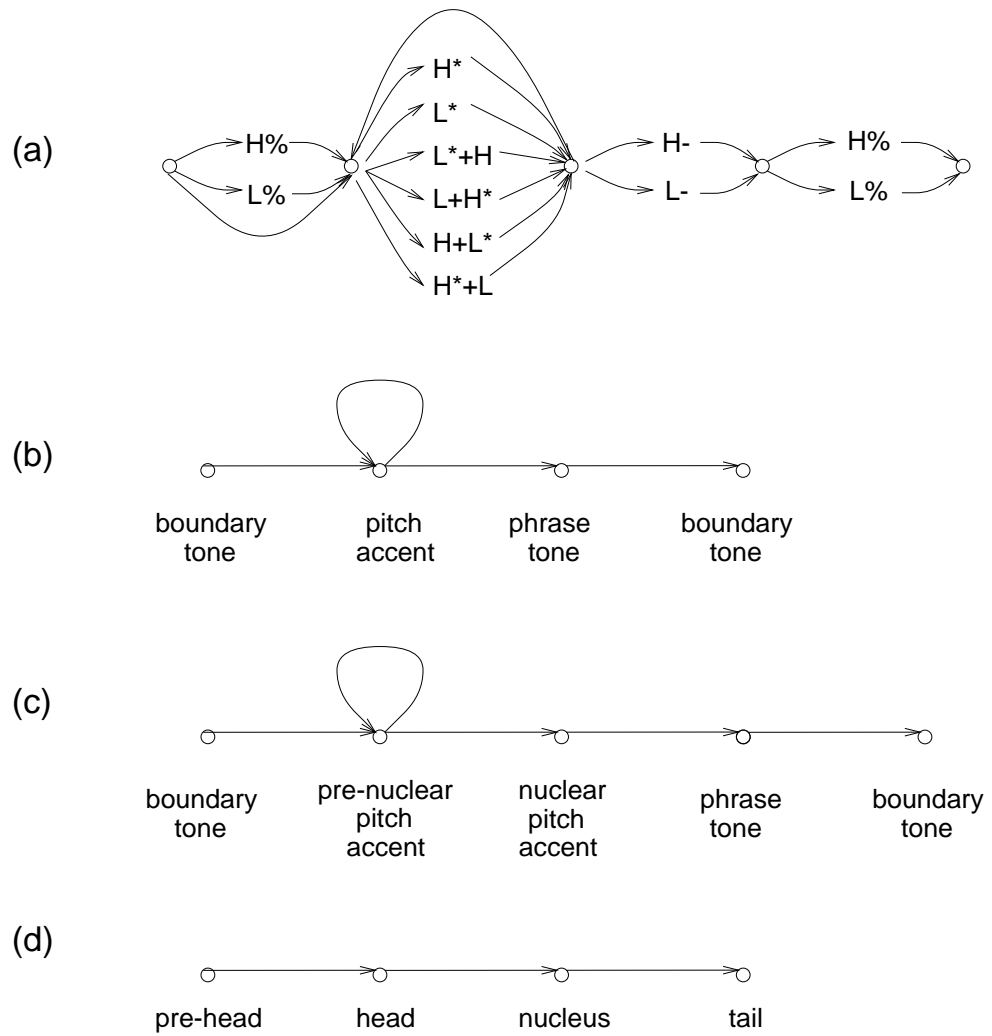 (a)
H*
L*
H% L*+H H- H%
L% L+H* L- L%
H+L*
H*+L
(b)
boundary pitch phrase boundary
tone accent tone tone
(c)
boundary pre-nuclear nuclear phrase boundary
tone pitch pitch tone tone
accent accent
(d)
pre-head head nucleus tail